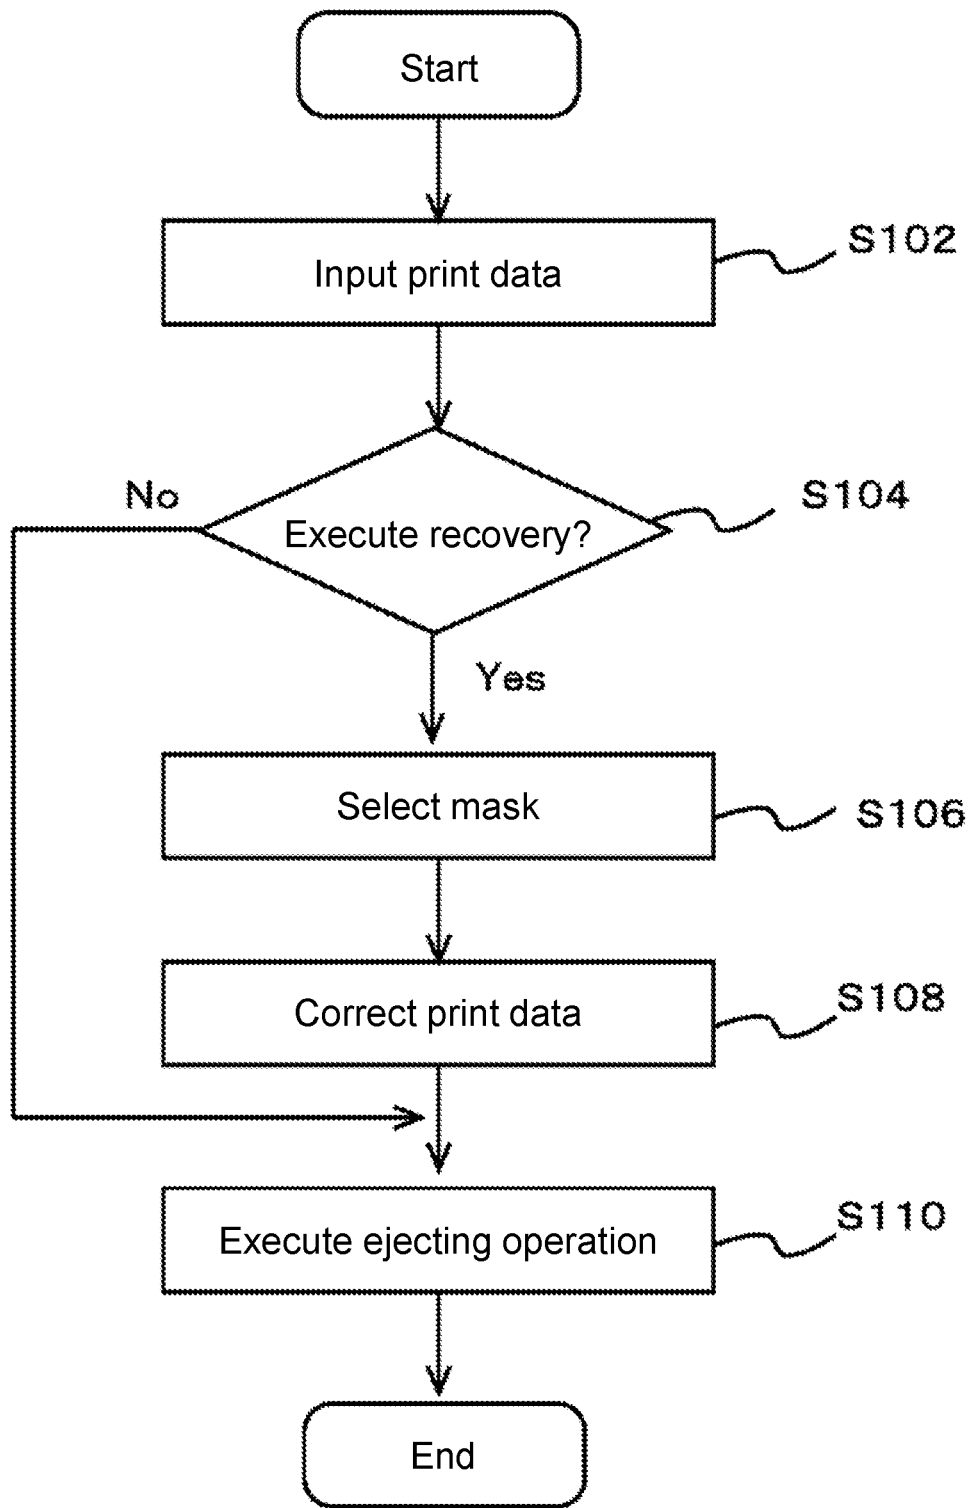 Start
Input print data
S102
No
Execute recovery?
S104
Yes
Select mask
S106
Correct print data
S108
Execute ejecting operation
S110
End